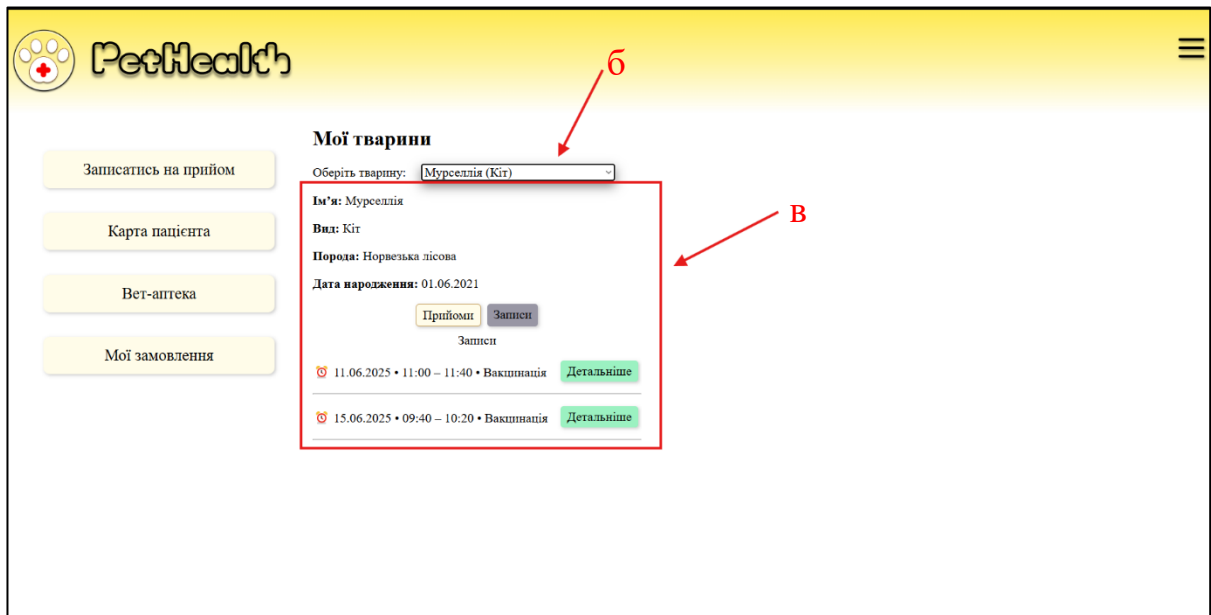 PetHealth
б
Мої тварини
Записатись на прийом
Оберіть тварину: Мурселлія (Кіт)
Ім’я: Мурселлія
в
Вид: Кіт
Карта пацієнта
Порода: Норвезька лісова
Дата народження: 01.06.2021
Вет-аптека
Прийоми Записи
Записи
Мої замовлення
11.06.2025 • 11:00 – 11:40 • Вакцинація Детальніше
15.06.2025 • 09:40 – 10:20 • Вакцинація Детальніше